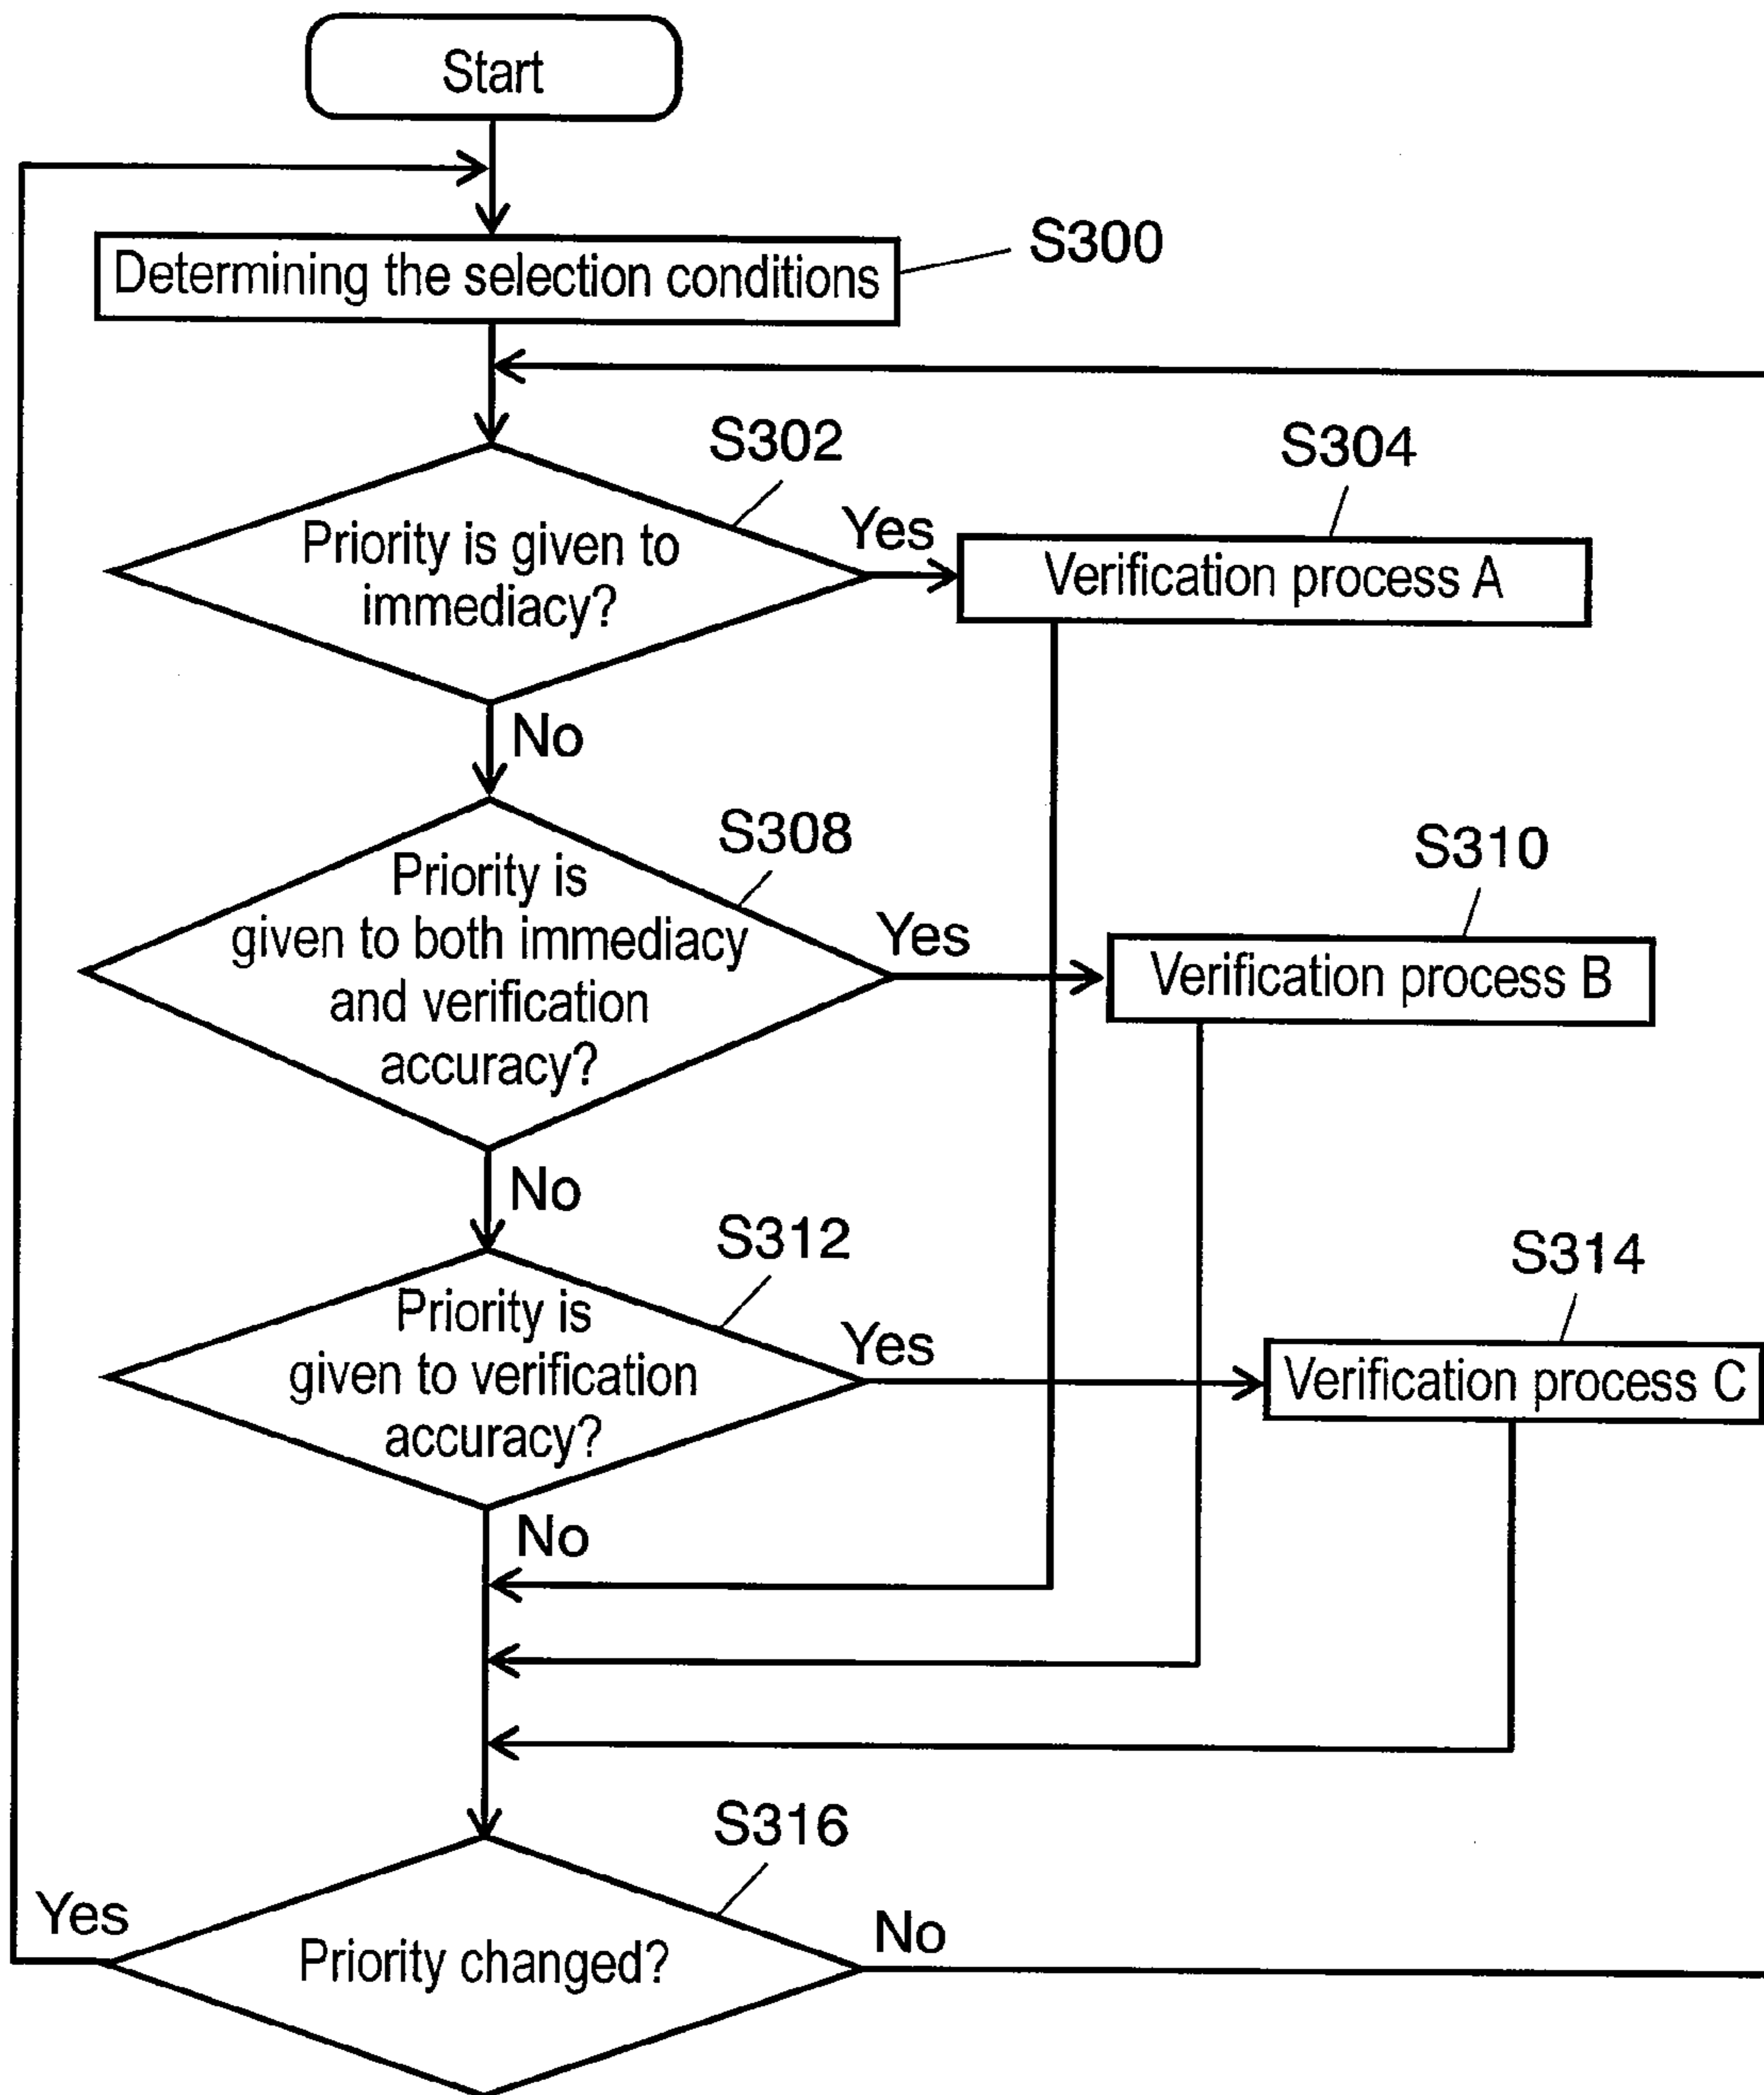 Start
S300
Determining the selection conditions
S302
S304
Priority is given to
immediacy?
Yes
Verification process A
No
S308
S310
Priority is
given to both immediacy
and verification
accuracy?
Yes
Verification process B
No
S312
S314
Priority is
given to verification
accuracy?
Yes
Verification process C
No
S316
Yes
Priority changed?
No